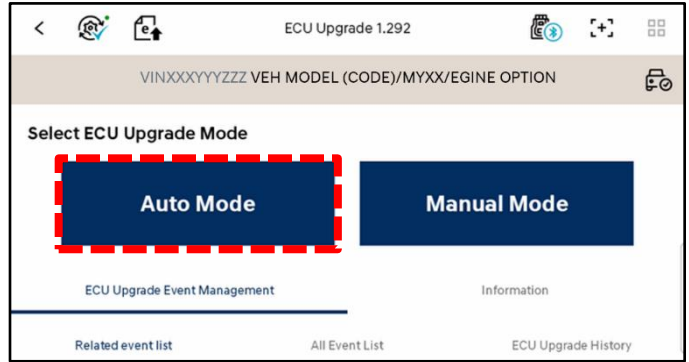 ECU Upgrade 1.292
VINXXXYYYZZZ VEH MODEL (CODE)/MYXX/EGINE OPTION
Select ECU Upgrade Mode
Auto Mode Manual Mode
ECU Upgrade Event Management Information
Related event list All Event List ECU Upgrade History